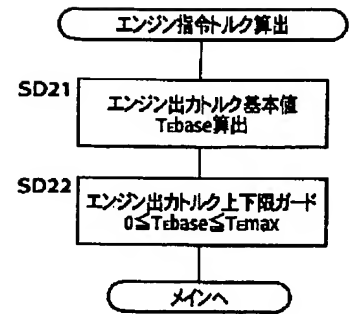 エンジン指令トルク算出
SD21
エンジン出力トルク基本値
TEbase算出
SD22
エンジン出力トルク上下限ガード
0≦TEbase≦TEmax
メインへ